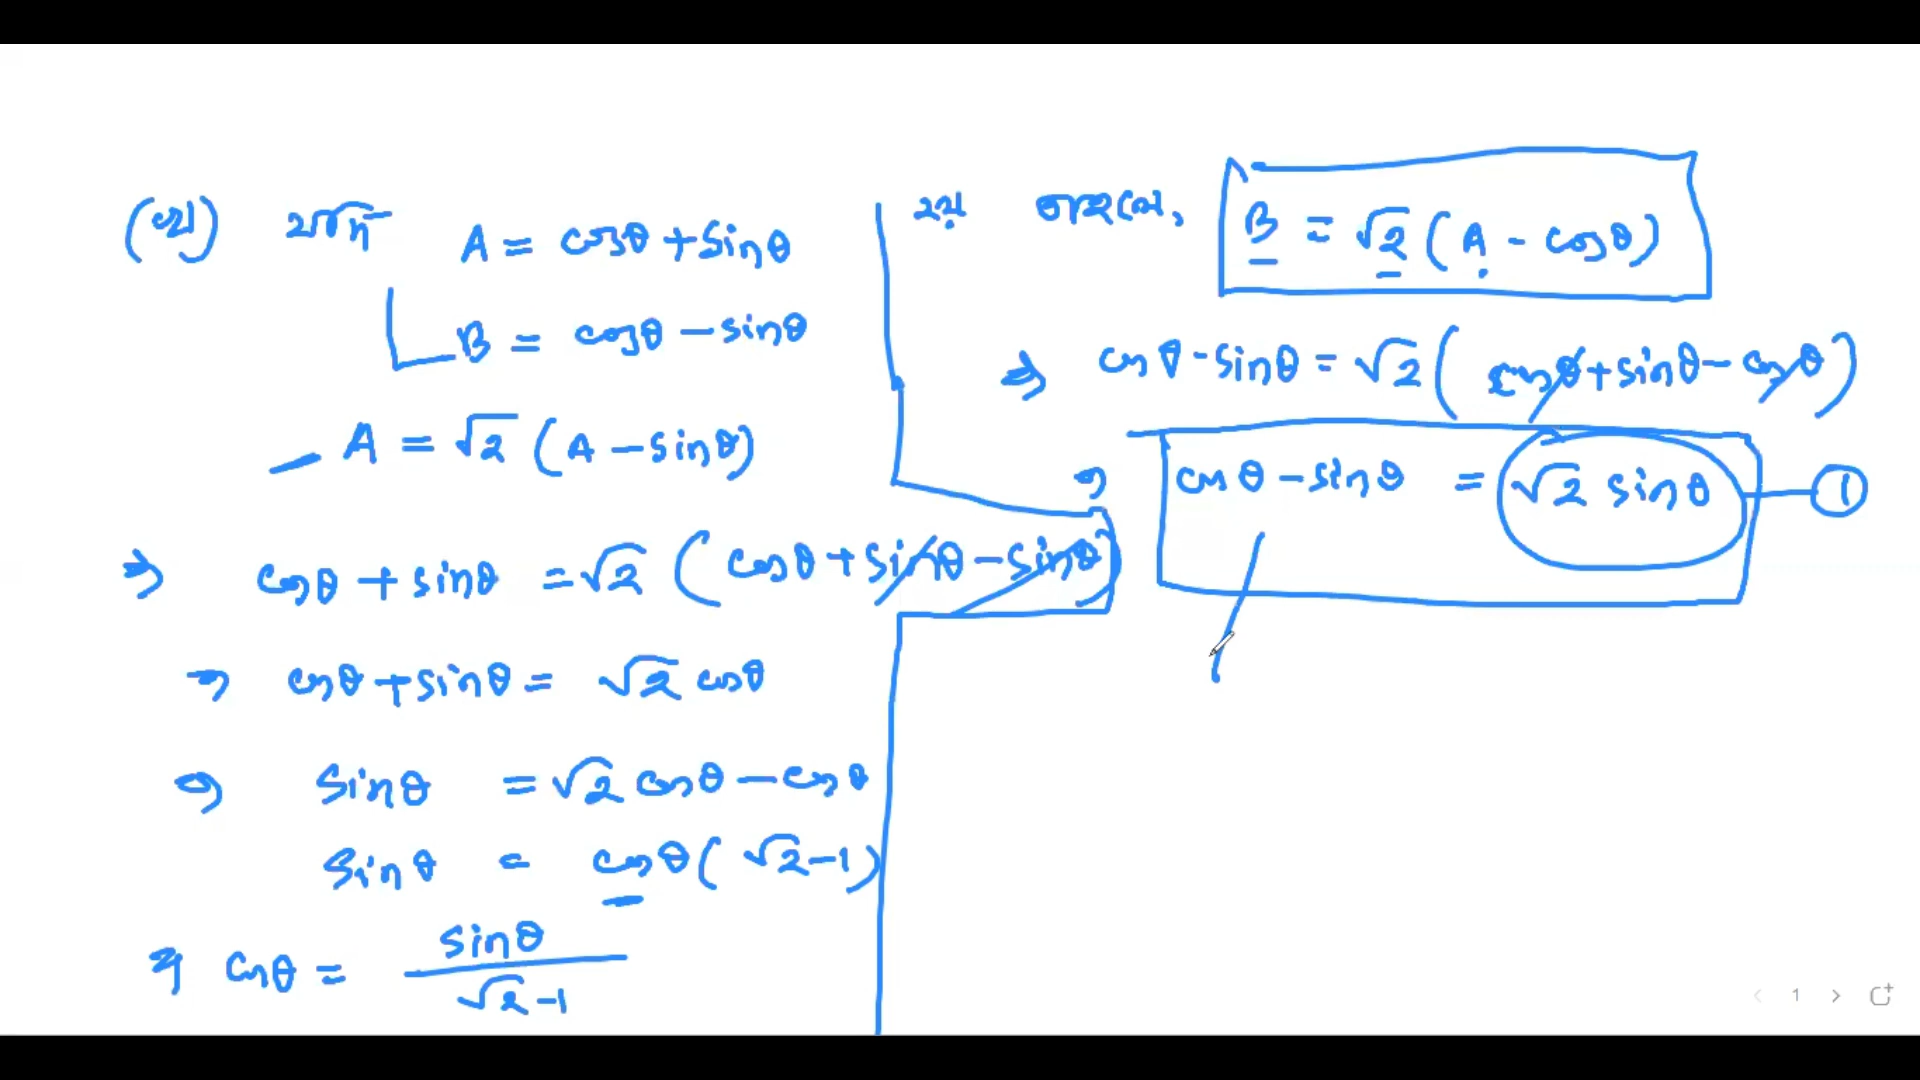 A = cosθ + sinθ
B = cosθ - sinθ
A = √2 (A - sinθ)
⇒ cosθ + sinθ = √2 (cosθ + sinθ - sinθ)
⇒ cosθ + sinθ = √2 cosθ
⇒ sinθ = √2 cosθ - cosθ
sinθ = cosθ (√2 - 1)
cosθ = sinθ / √2 - 1
B = √2 (A - cosθ)
⇒ cosθ - sinθ = √2 (cosθ + sinθ - cosθ)
⇒ cosθ - sinθ = √2 sinθ — ①
< 1 >